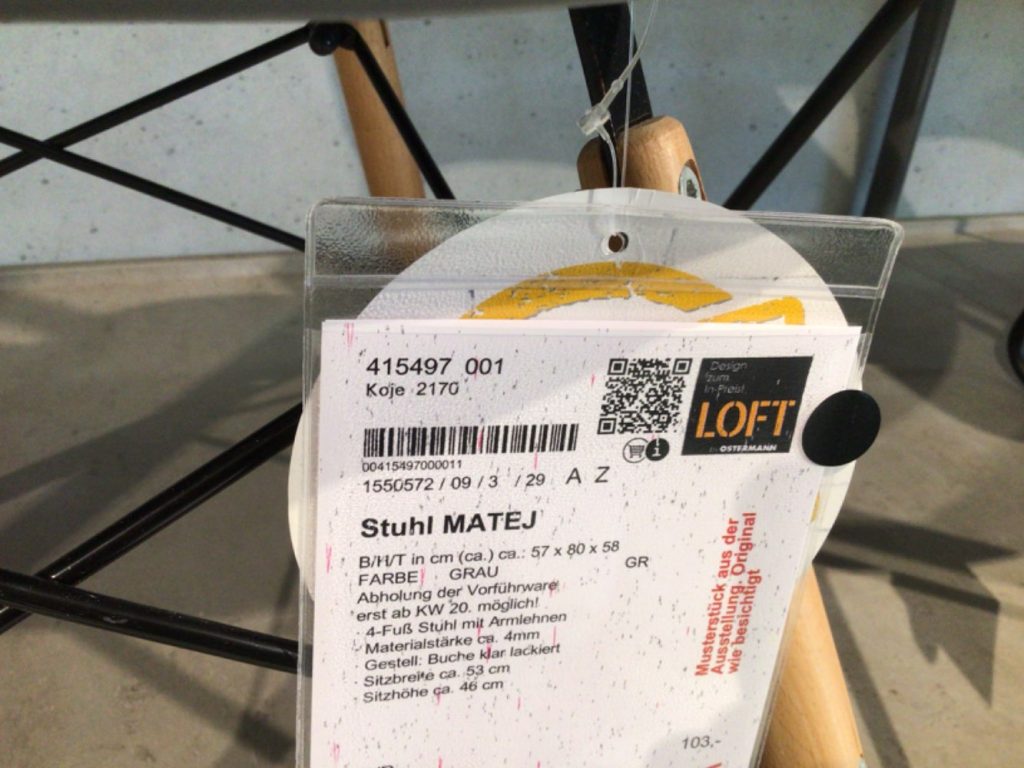 415497 001
Koje 2170
Design
zum
In-Preis!
LOFT
by OSTERMANN
00415497000011
1550572 / 09 / 3 / 29 A Z
Stuhl MATEJ
B/H/T in cm (ca.) ca.: 57 x 80 x 58
FARBE GRAU GR
Abholung der Vorführware
erst ab KW 20. möglich!
4-Fuß Stuhl mit Armlehnen
Materialstärke ca. 4mm
Gestell: Buche klar lackiert
Sitzbreite ca. 53 cm
Sitzhöhe ca. 46 cm
Musterstück aus der
Ausstellung. Original
wie besichtigt
103,-